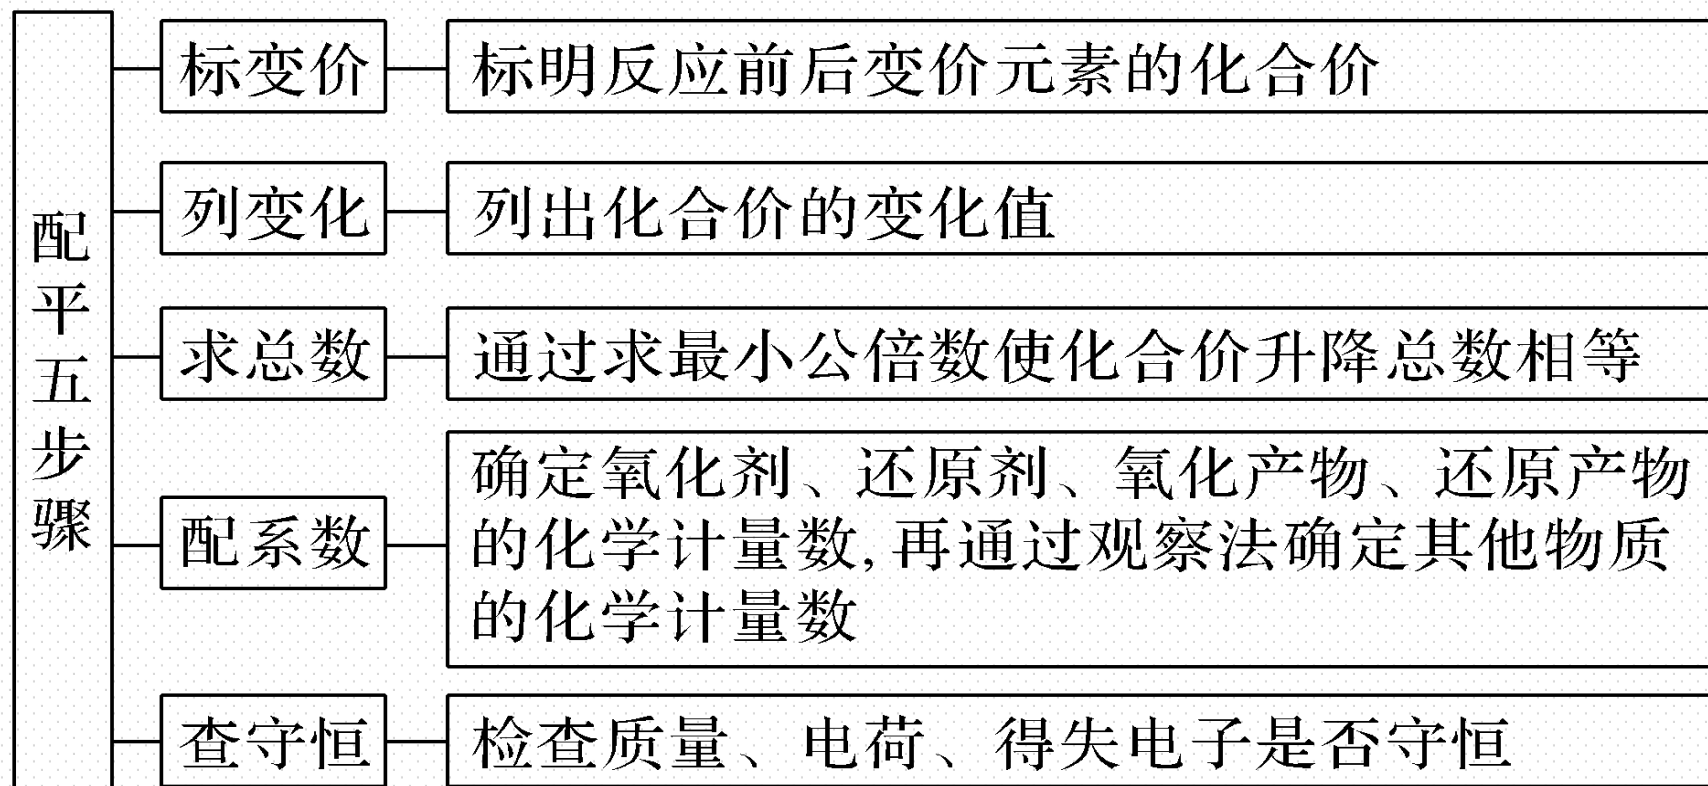 配平五步骤
标变价
标明反应前后变价元素的化合价
列变化
列出化合价的变化值
求总数
通过求最小公倍数使化合价升降总数相等
配系数
确定氧化剂、还原剂、氧化产物、还原产物
的化学计量数,再通过观察法确定其他物质
的化学计量数
查守恒
检查质量、电荷、得失电子是否守恒